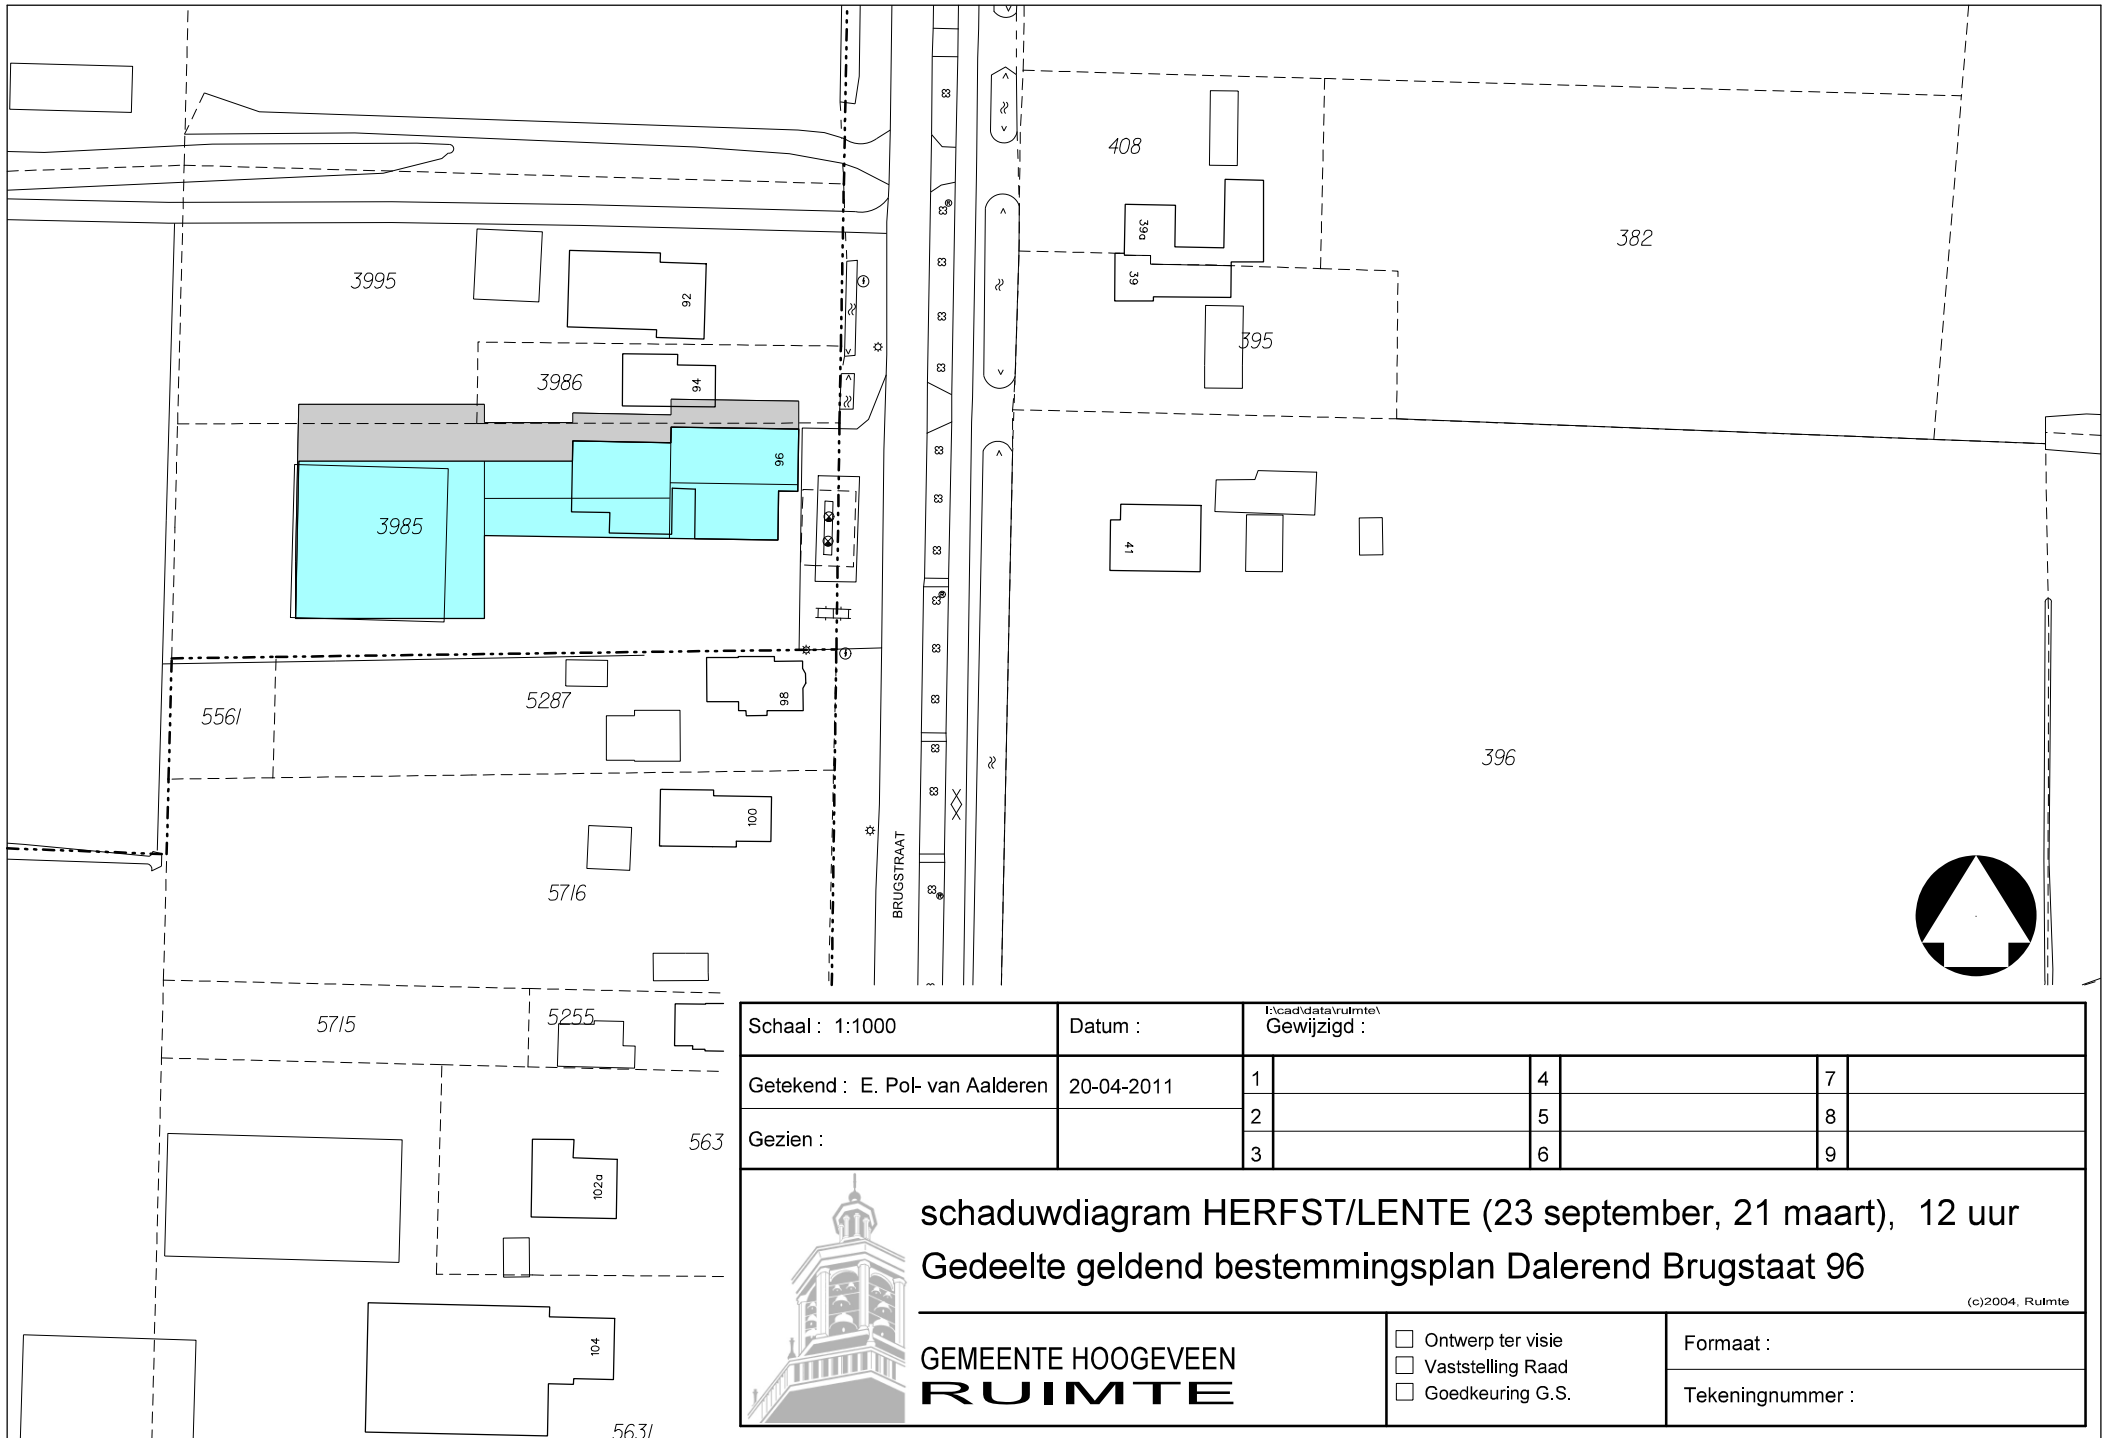 408
382
39a
3995
39
92
395
3986
94
96
3985
41
5287
98
5561
396
100
BRUGSTRAAT
5716
5715
5255
563
102a
104
5631
Schaal : 1:1000
Datum :
l:\cad\data\ruimte\
Gewijzigd :
Getekend : E. Pol- van Aalderen
20-04-2011
1
4
7
2
5
8
Gezien :
3
6
9
schaduwdiagram HERFST/LENTE (23 september, 21 maart), 12 uur
Gedeelte geldend bestemmingsplan Dalerend Brugstaat 96
(c)2004, Ruimte
GEMEENTE HOOGEVEEN
RUIMTE
Ontwerp ter visie
Vaststelling Raad
Goedkeuring G.S.
Formaat :
Tekeningnummer :